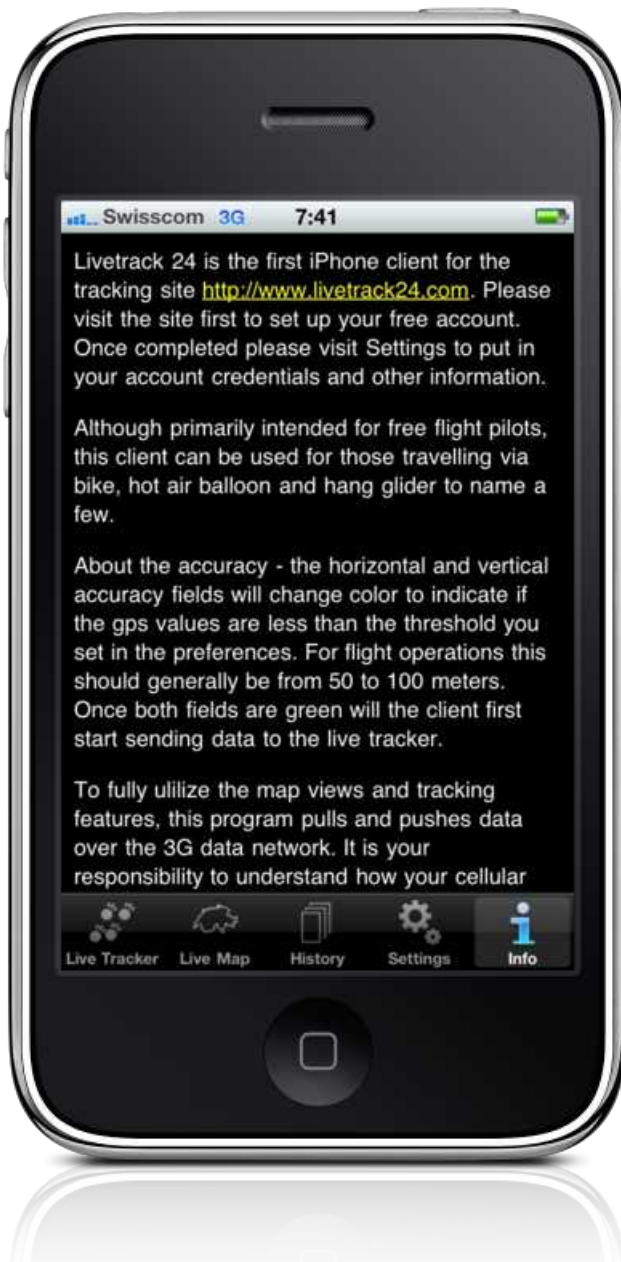 Swisscom 3G 7:41
Livetrack 24 is the first iPhone client for the
tracking site http://www.livetrack24.com. Please
visit the site first to set up your free account.
Once completed please visit Settings to put in
your account credentials and other information.
Although primarily intended for free flight pilots,
this client can be used for those travelling via
bike, hot air balloon and hang glider to name a
few.
About the accuracy - the horizontal and vertical
accuracy fields will change color to indicate if
the gps values are less than the threshold you
set in the preferences. For flight operations this
should generally be from 50 to 100 meters.
Once both fields are green will the client first
start sending data to the live tracker.
To fully ulilize the map views and tracking
features, this program pulls and pushes data
over the 3G data network. It is your
responsibility to understand how your cellular
Live Tracker Live Map History Settings Info